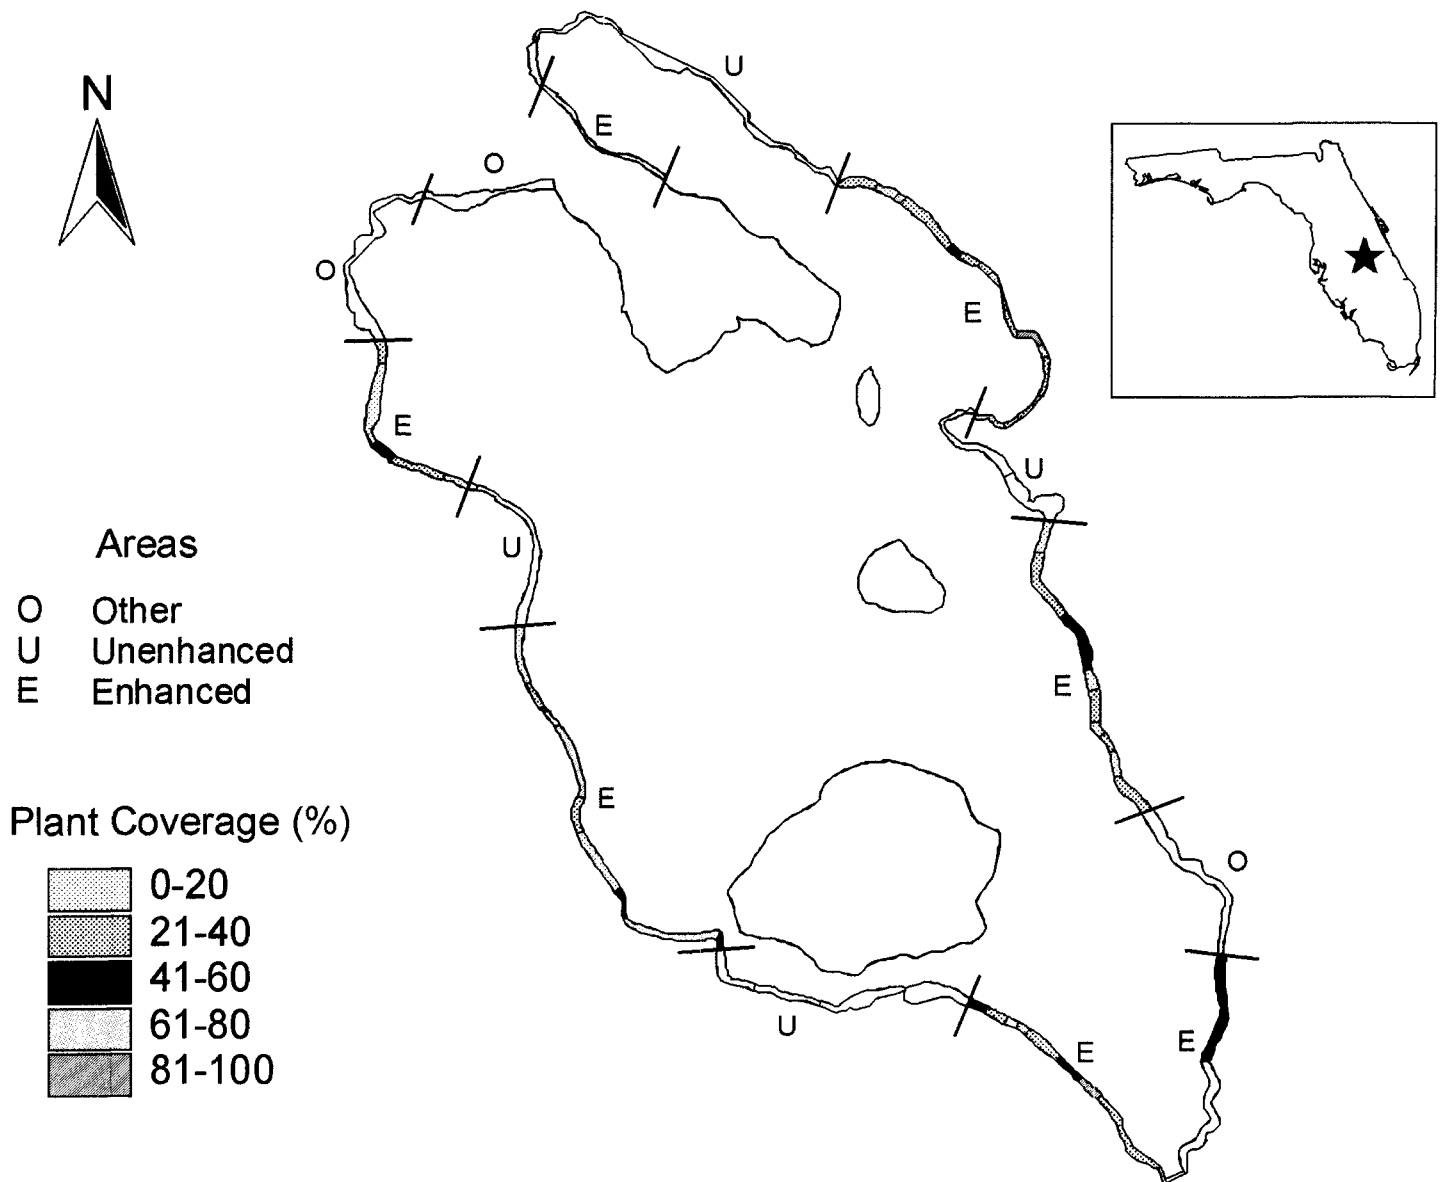 N
U
E
O
O
E
E
E
U
U
Areas
O Other
U Unenhanced
E Enhanced
E
E
Plant Coverage (%)
0-20
21-40
41-60
61-80
81-100
O
U
E
E